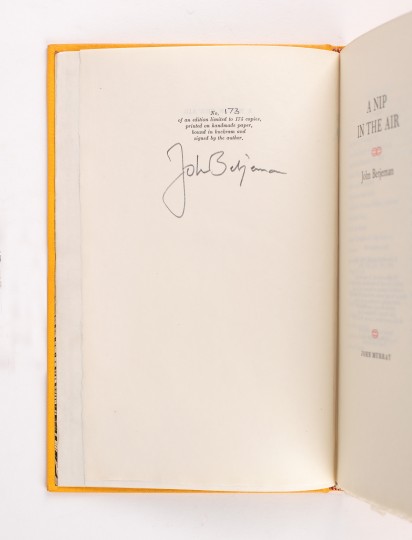 No. 173
of an edition limited to 175 copies,
printed on handmade paper,
bound in buckram and
signed by the author.
John Betjeman
A NIP
IN THE AIR
John Betjeman
JOHN MURRAY